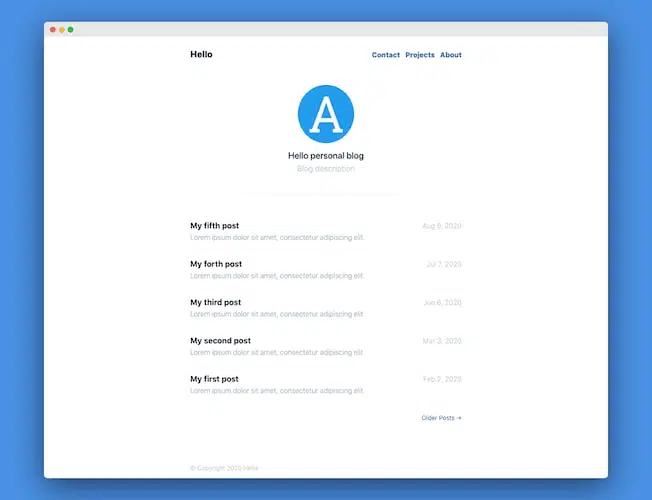 Hello
Contact Projects About
A
Hello personal blog
Blog description
My fifth post Aug 9, 2020
Lorem ipsum dolor sit amet, consectetur adipiscing elit.
My forth post Jul 7, 2020
Lorem ipsum dolor sit amet, consectetur adipiscing elit.
My third post Jun 6, 2020
Lorem ipsum dolor sit amet, consectetur adipiscing elit.
My second post Mar 3, 2020
Lorem ipsum dolor sit amet, consectetur adipiscing elit
My first post Feb 2, 2020
Lorem ipsum dolor sit amet, consectetur adipiscing elit.
Older Posts →
© Copyright 2020 Hello